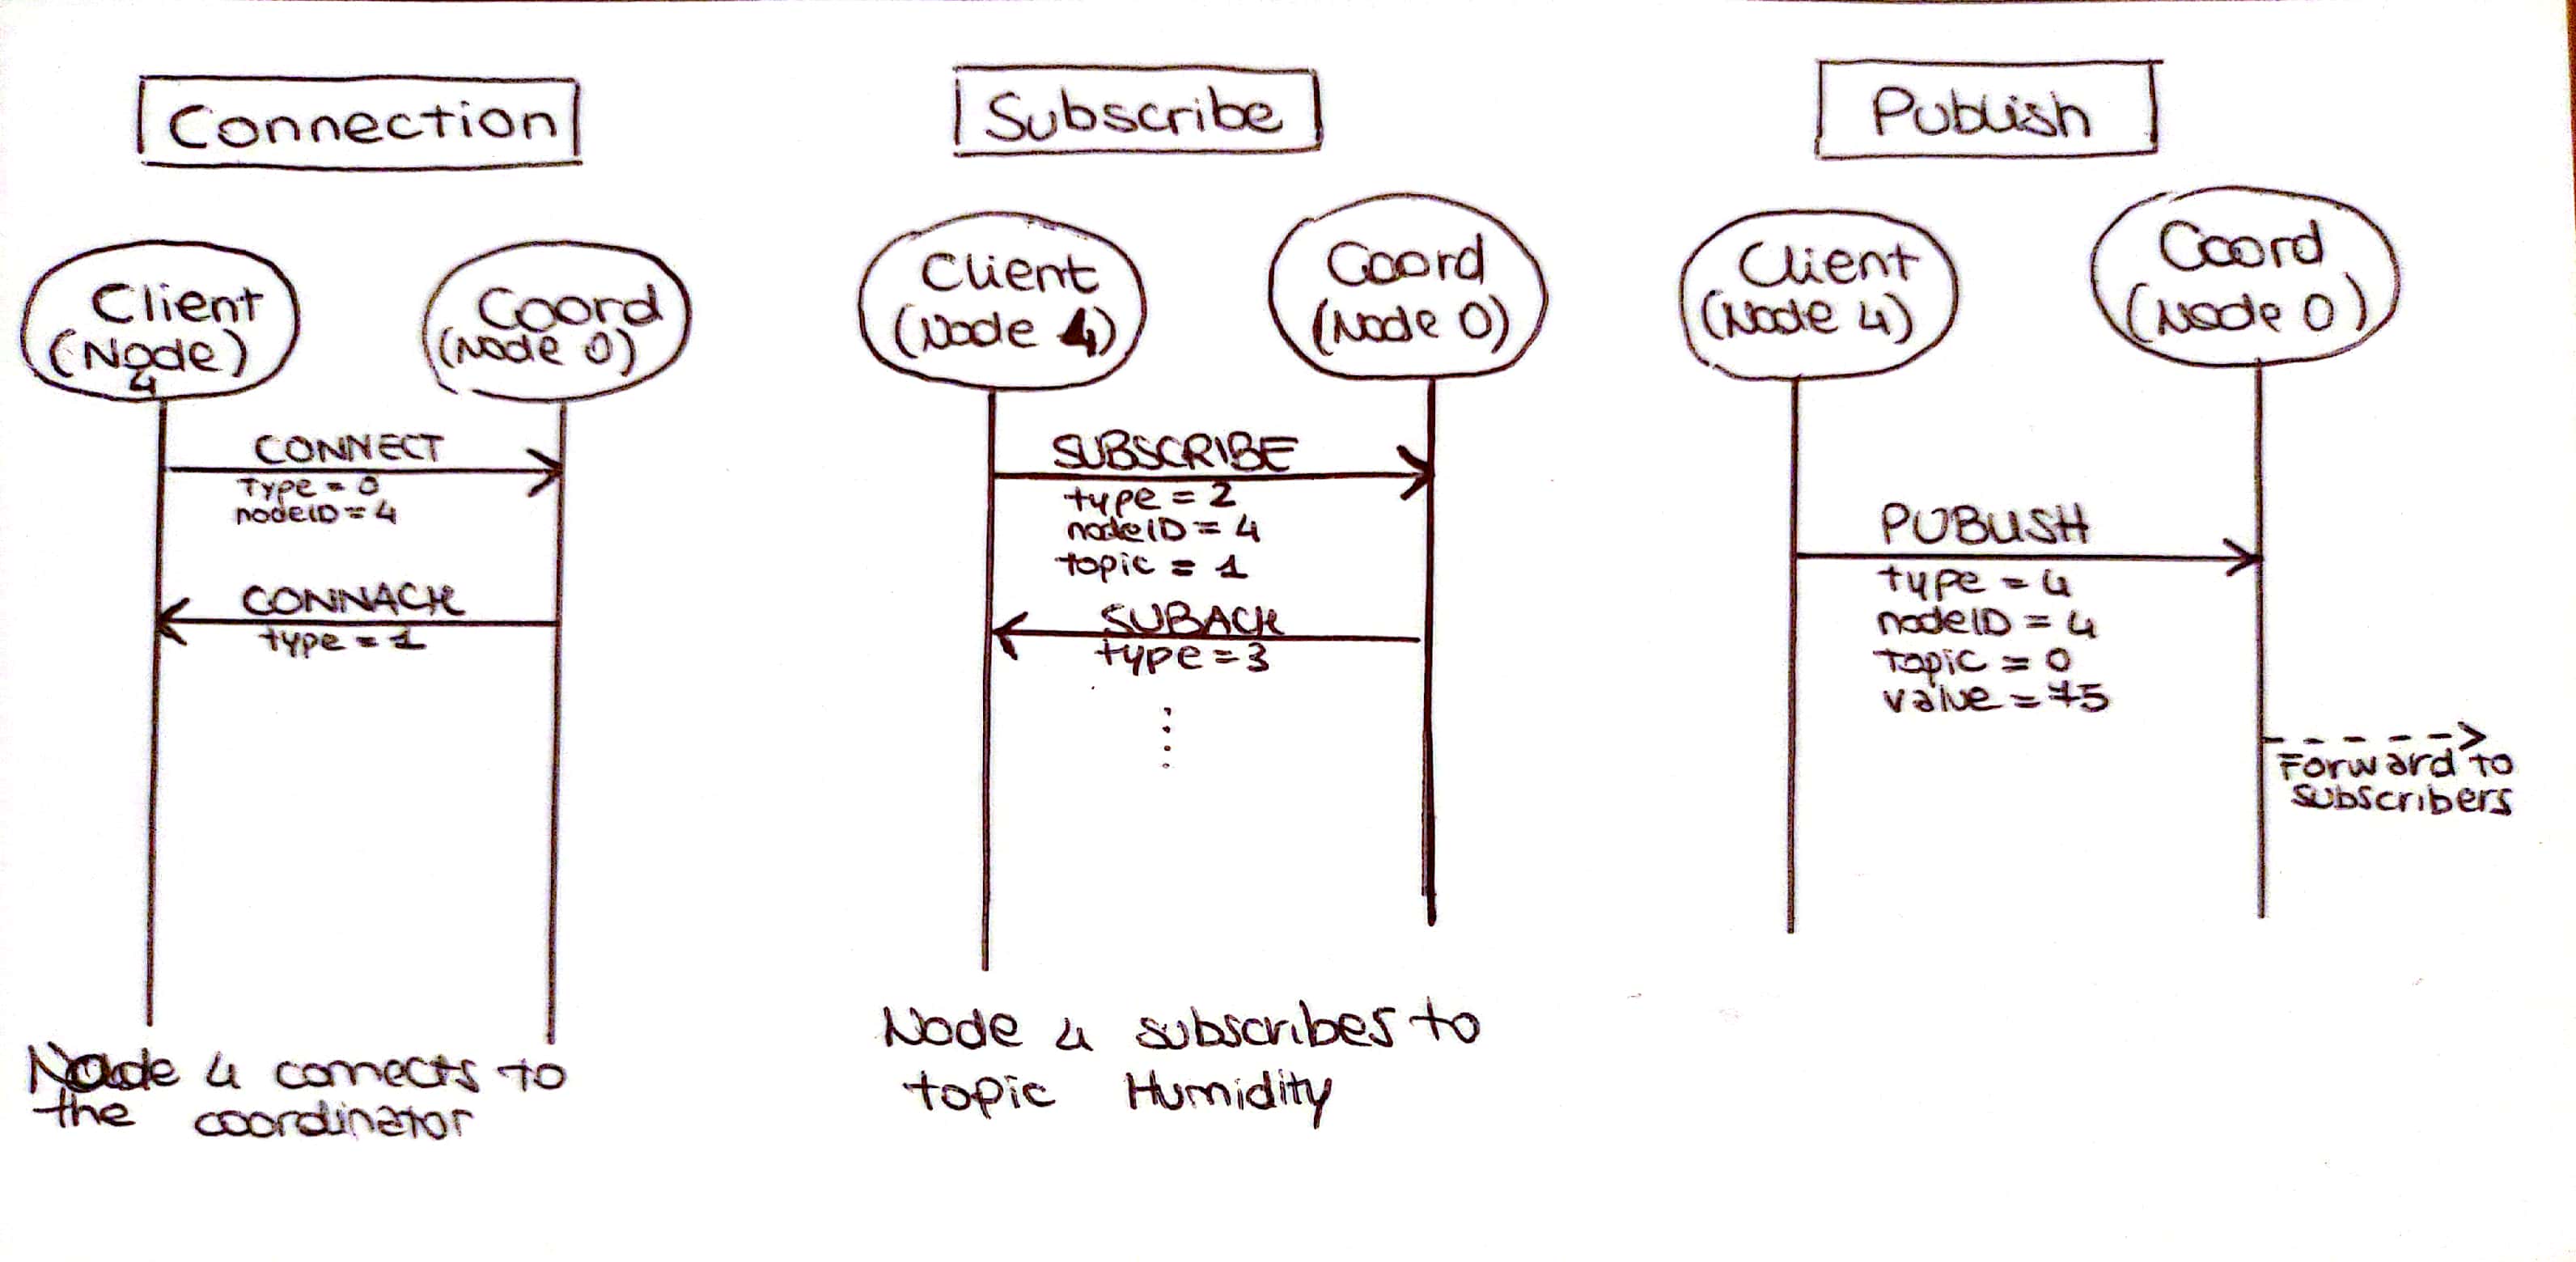 Connection
Client
(Node)
4
Coord
(Node 0)
CONNECT
Type = 0
nodeID = 4
CONNACK
type = 1
Node 4 connects to
the coordinator
Subscribe
Client
(Node 4)
Coord
(Node 0)
SUBSCRIBE
type = 2
nodeID = 4
topic = 1
SUBACK
type = 3
Node 4 subscribes to
topic Humidity
Publish
Client
(Node 4)
Coord
(Node 0)
PUBLISH
type = 4
nodeID = 4
topic = 0
value = 75
Forward to
subscribers